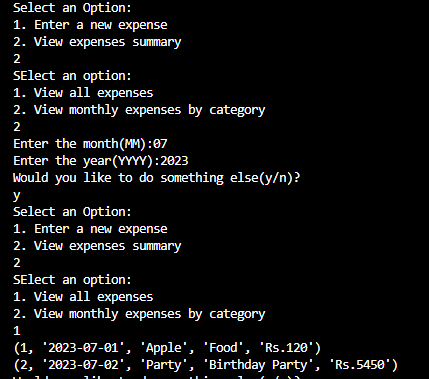 Select an Option:
1. Enter a new expense
2. View expenses summary
2
SElect an option:
1. View all expenses
2. View monthly expenses by category
2
Enter the month(MM):07
Enter the year(YYYY):2023
Would you like to do something else(y/n)?
y
Select an Option:
1. Enter a new expense
2. View expenses summary
2
SElect an option:
1. View all expenses
2. View monthly expenses by category
1
(1, '2023-07-01', 'Apple', 'Food', 'Rs.120')
(2, '2023-07-02', 'Party', 'Birthday Party', 'Rs.5450')